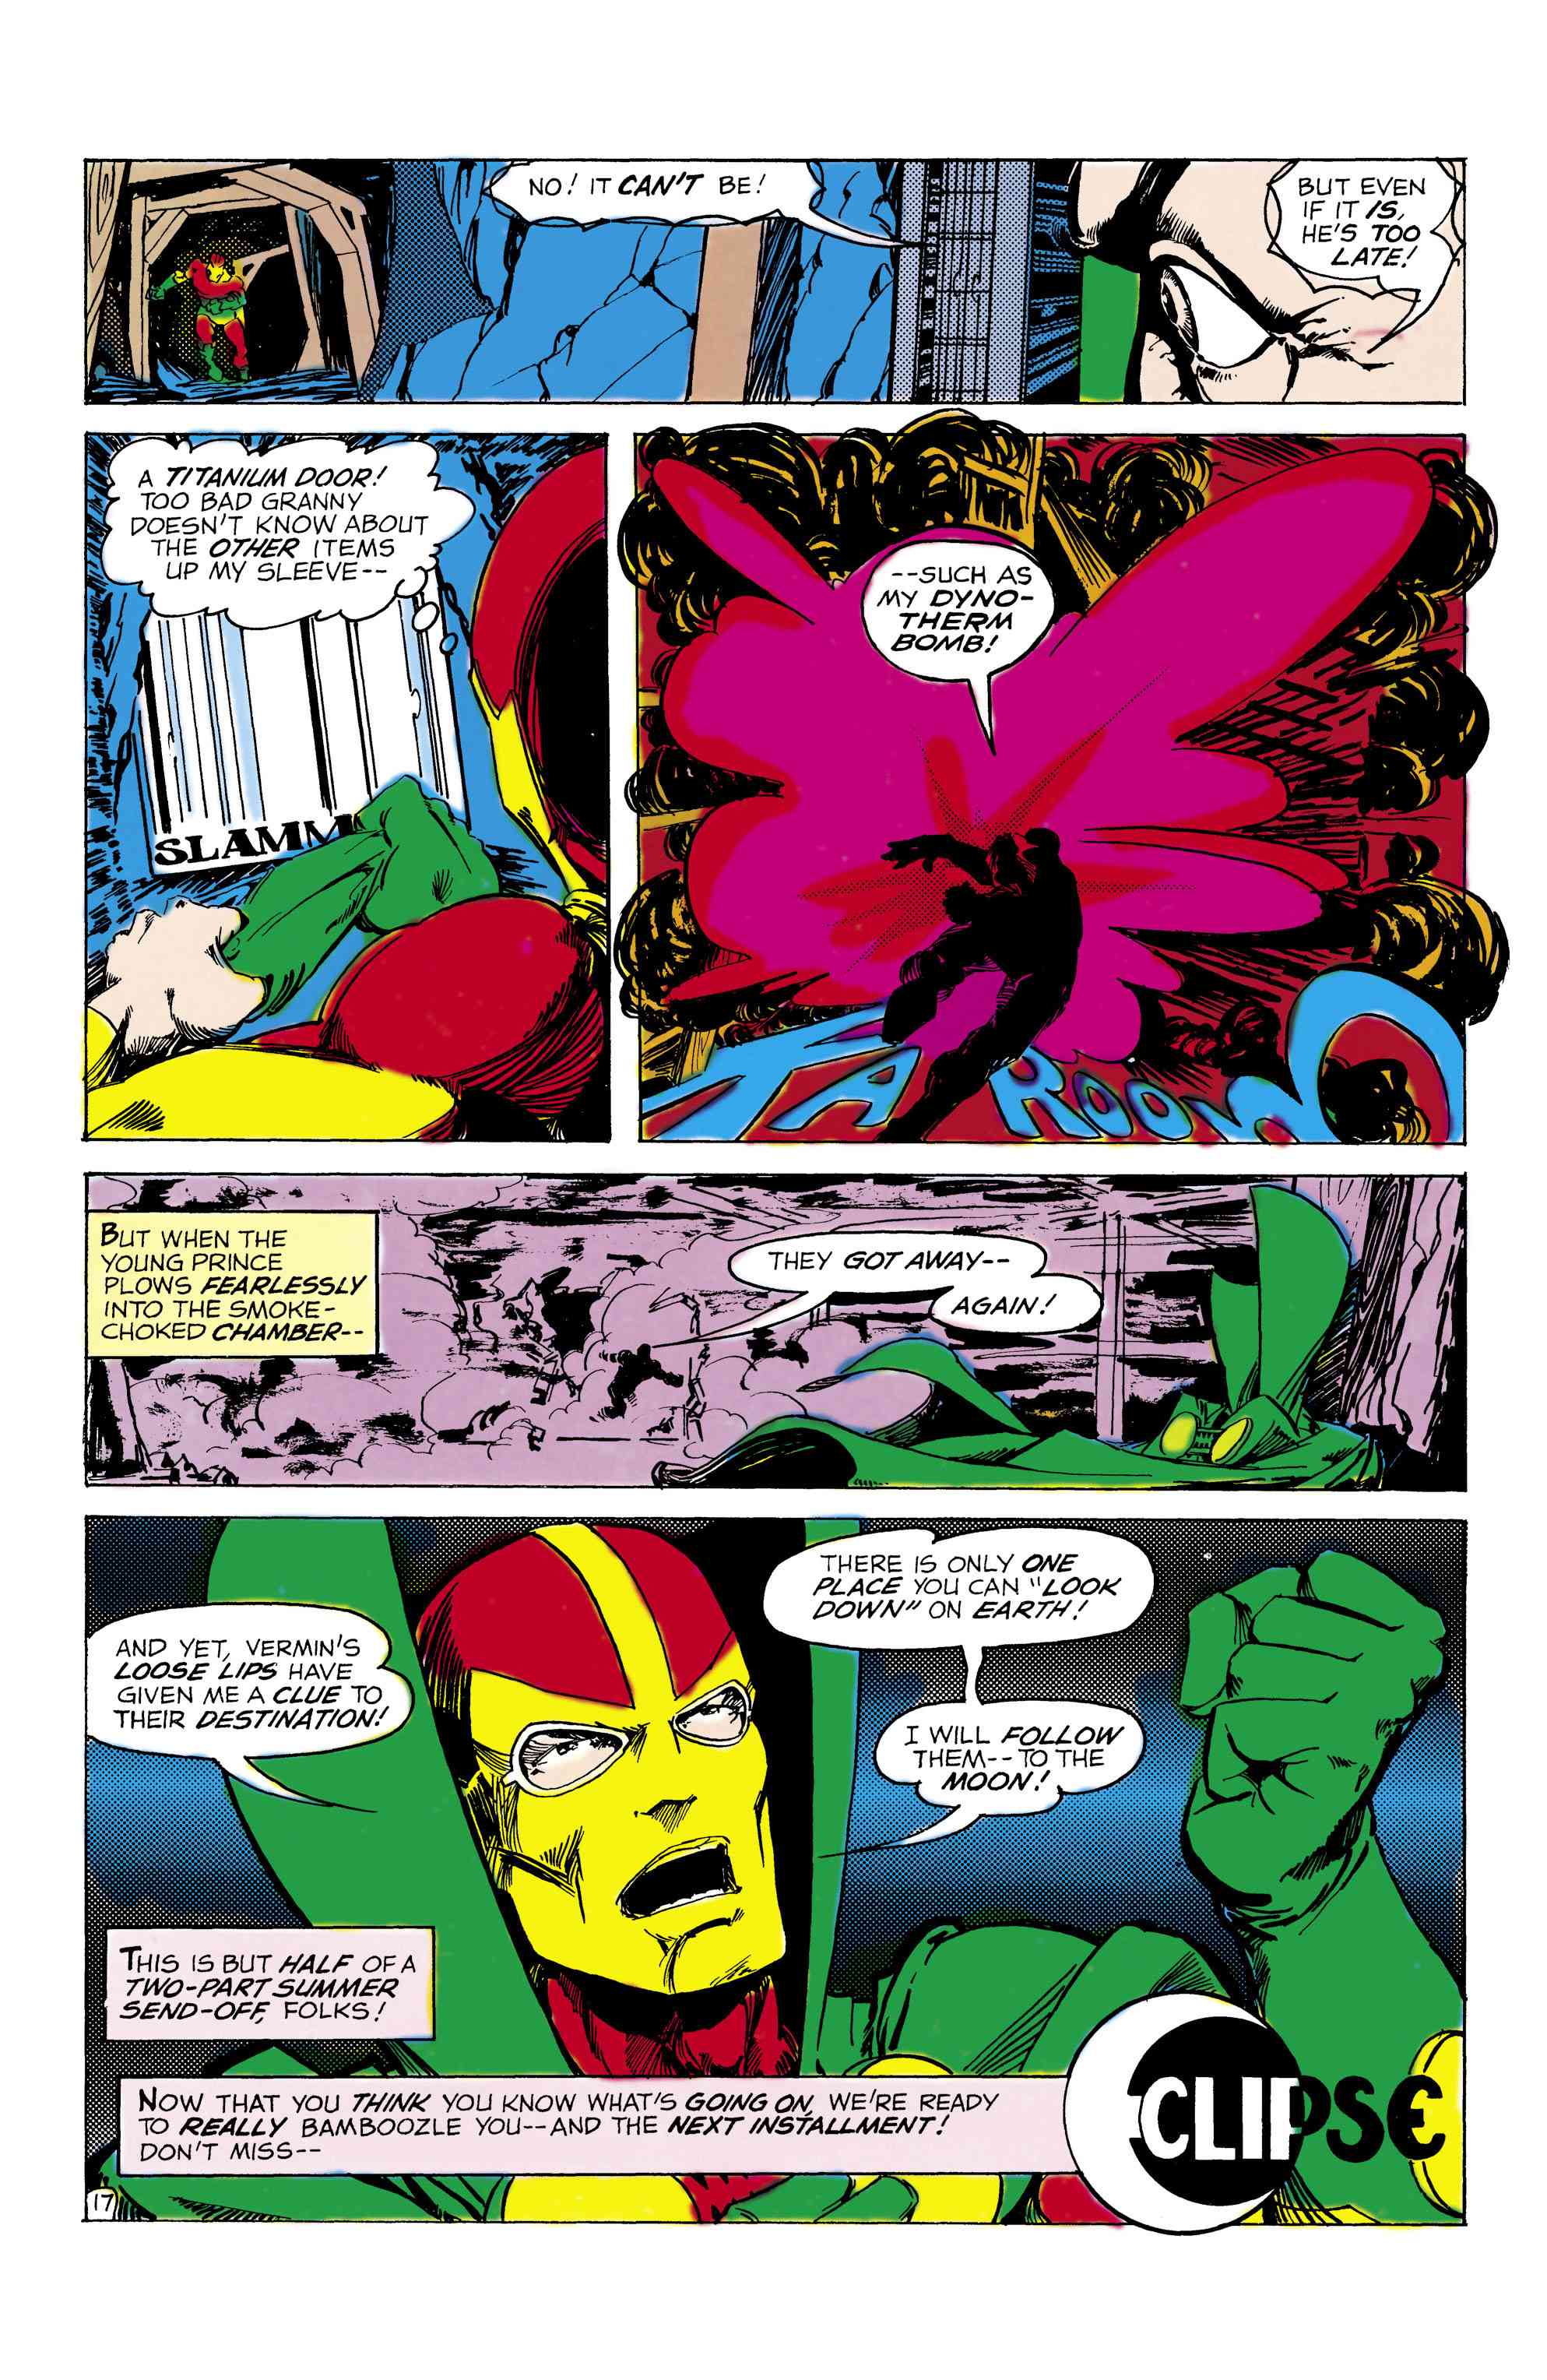 NO! IT CAN'T BE!
BUT EVEN
IF IT IS,
HE'S TOO
LATE!
A TITANIUM DOOR!
TOO BAD GRANNY
DOESN'T KNOW ABOUT
THE OTHER ITEMS
UP MY SLEEVE--
SLAMM
--SUCH AS
MY DYNO-
THERM
BOMB!
TAROOM
BUT WHEN THE
YOUNG PRINCE
PLOWS FEARLESSLY
INTO THE SMOKE-
CHOKED CHAMBER--
THEY GOT AWAY--
AGAIN!
AND YET, VERMIN'S
LOOSE LIPS HAVE
GIVEN ME A CLUE TO
THEIR DESTINATION!
THERE IS ONLY ONE
PLACE YOU CAN "LOOK
DOWN" ON EARTH!
I WILL FOLLOW
THEM--TO THE
MOON!
THIS IS BUT HALF OF A
TWO-PART SUMMER
SEND-OFF, FOLKS!
NOW THAT YOU THINK YOU KNOW WHAT'S GOING ON, WE'RE READY
TO REALLY BAMBOOZLE YOU--AND THE NEXT INSTALLMENT!
DON'T MISS--
ECLIPSE
17